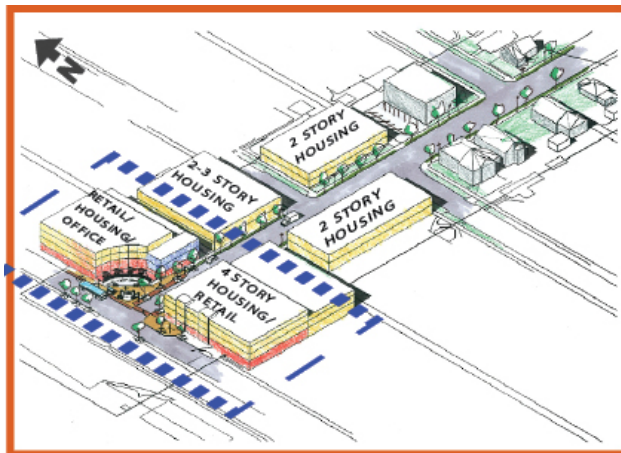 N
2 STORY
HOUSING
2-3 STORY
HOUSING
RETAIL/
HOUSING/
OFFICE
2 STORY
HOUSING
4 STORY
HOUSING/
RETAIL